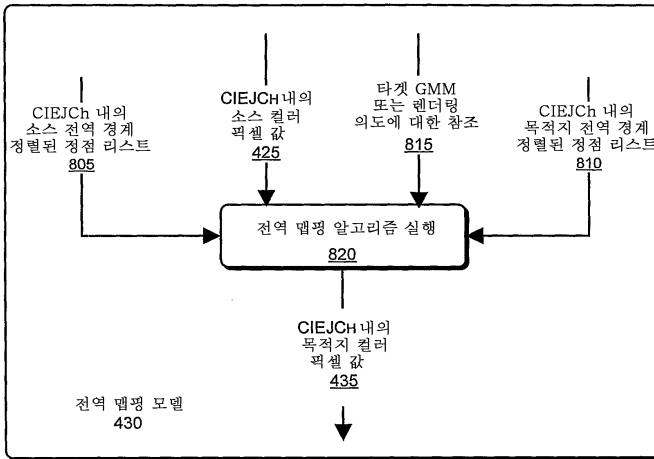 CIEJCh 내의
소스 전역 경계
정렬된 정점 리스트
805
CIEJCH 내의
소스 컬러
픽셀 값
425
타겟 GMM
또는 렌더링
의도에 대한 참조
815
CIEJCh 내의
목적지 전역 경계
정렬된 정점 리스트
810
전역 맵핑 알고리즘 실행
820
CIEJCH 내의
목적지 컬러
픽셀 값
435
전역 맵핑 모델
430